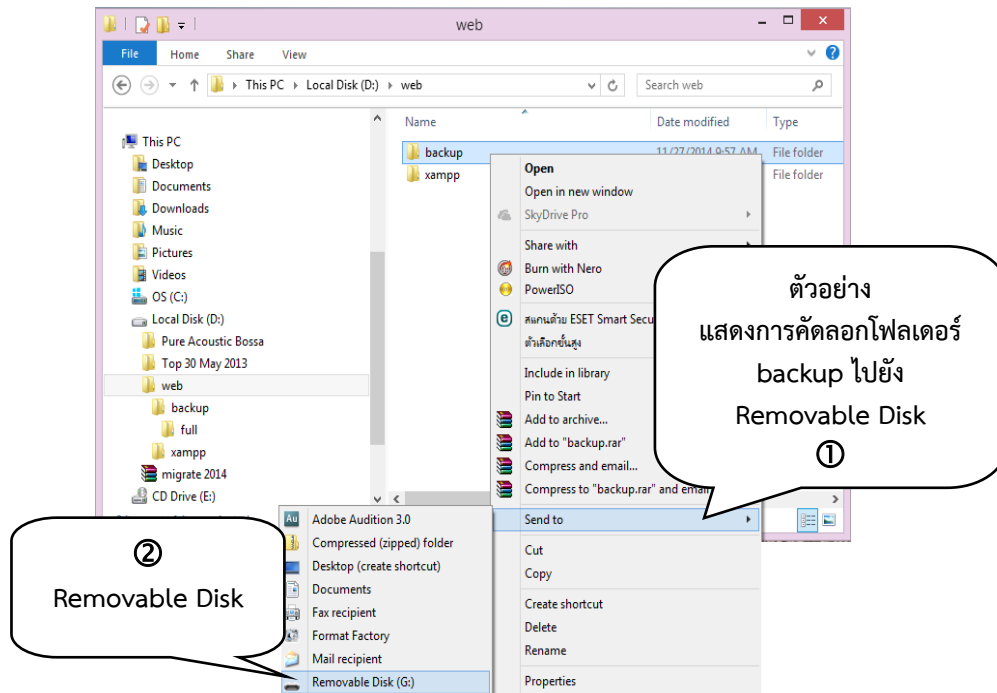 web
File Home Share View
This PC Local Disk (D:) web
Search web
Name Date modified Type
This PC
Desktop
Documents
Downloads
Music
Pictures
Videos
OS (C:)
Local Disk (D:)
Pure Acoustic Bossa
Top 30 May 2013
web
backup
full
xampp
migrate 2014
CD Drive (E:)
backup 11/27/2014 9:57 AM File folder
xampp File folder
Open
Open in new window
SkyDrive Pro
Share with
Burn with Nero
PowerISO
สแกนด้วย ESET Smart Secu
ตัวเลือกขั้นสูง
Include in library
Pin to Start
Add to archive...
Add to "backup.rar"
Compress and email...
Compress to "backup.rar" and email
Send to
Cut
Copy
Create shortcut
Delete
Rename
Properties
ตัวอย่าง
แสดงการคัดลอกโฟลเดอร์
backup ไปยัง
Removable Disk
①
②
Removable Disk
Adobe Audition 3.0
Compressed (zipped) folder
Desktop (create shortcut)
Documents
Fax recipient
Format Factory
Mail recipient
Removable Disk (G:)